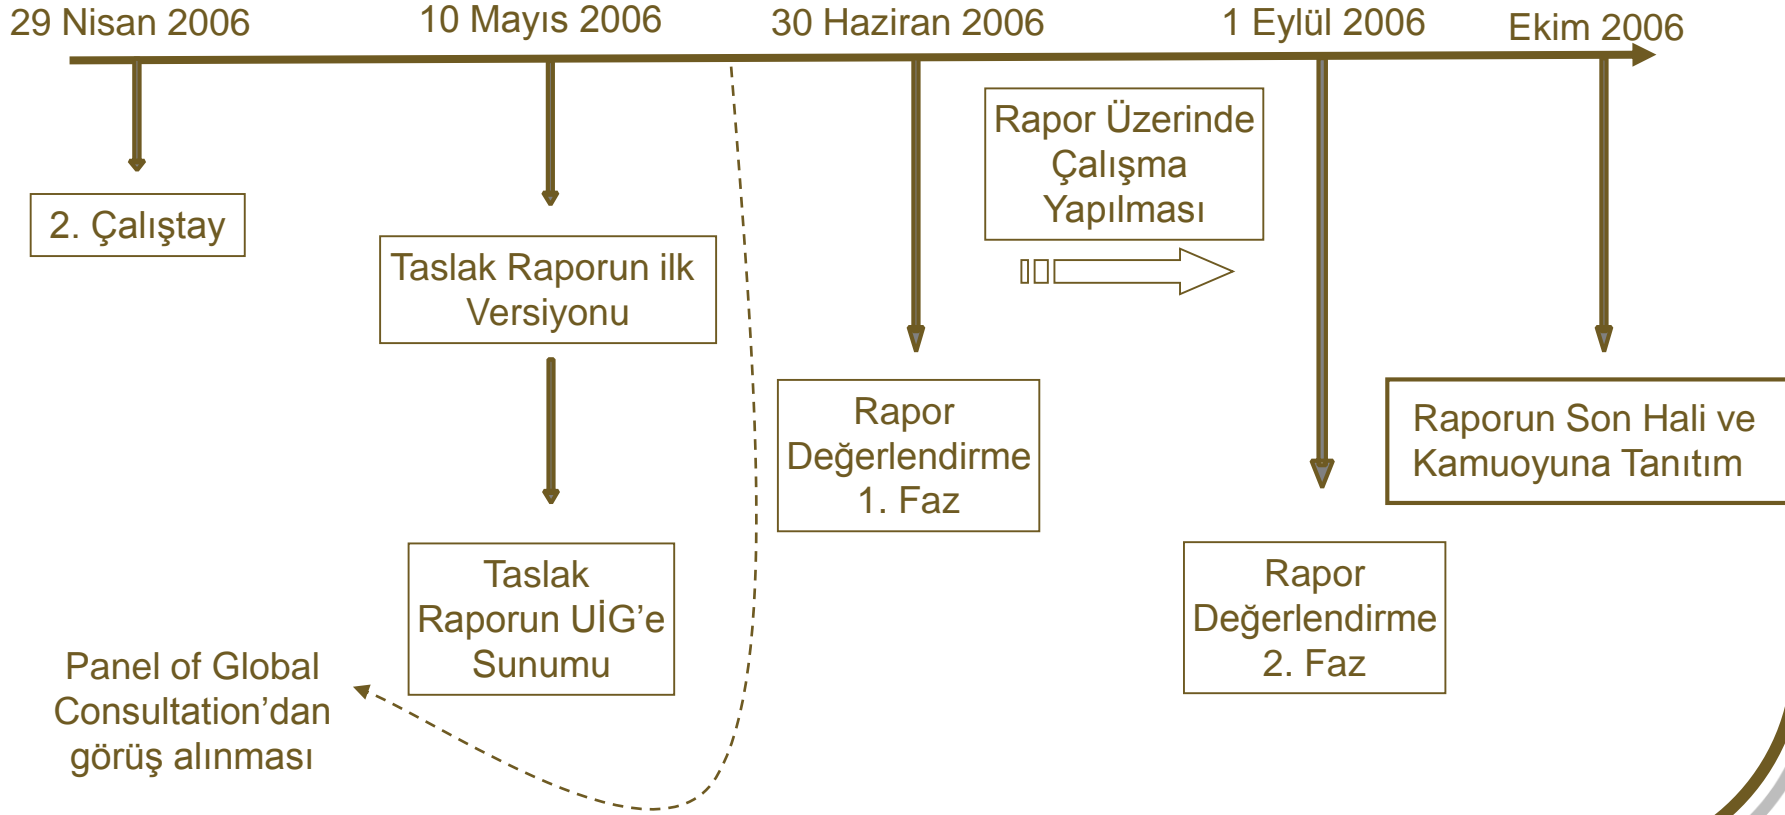 29 Nisan 2006
10 Mayıs 2006
30 Haziran 2006
1 Eylül 2006
Ekim 2006
2. Çalıştay
Taslak Raporun ilk
Versiyonu
Taslak
Raporun UİG’e
Sunumu
Panel of Global
Consultation’dan
görüş alınması
Rapor
Değerlendirme
1. Faz
Rapor Üzerinde
Çalışma
Yapılması
Rapor
Değerlendirme
2. Faz
Raporun Son Hali ve
Kamuoyuna Tanıtım